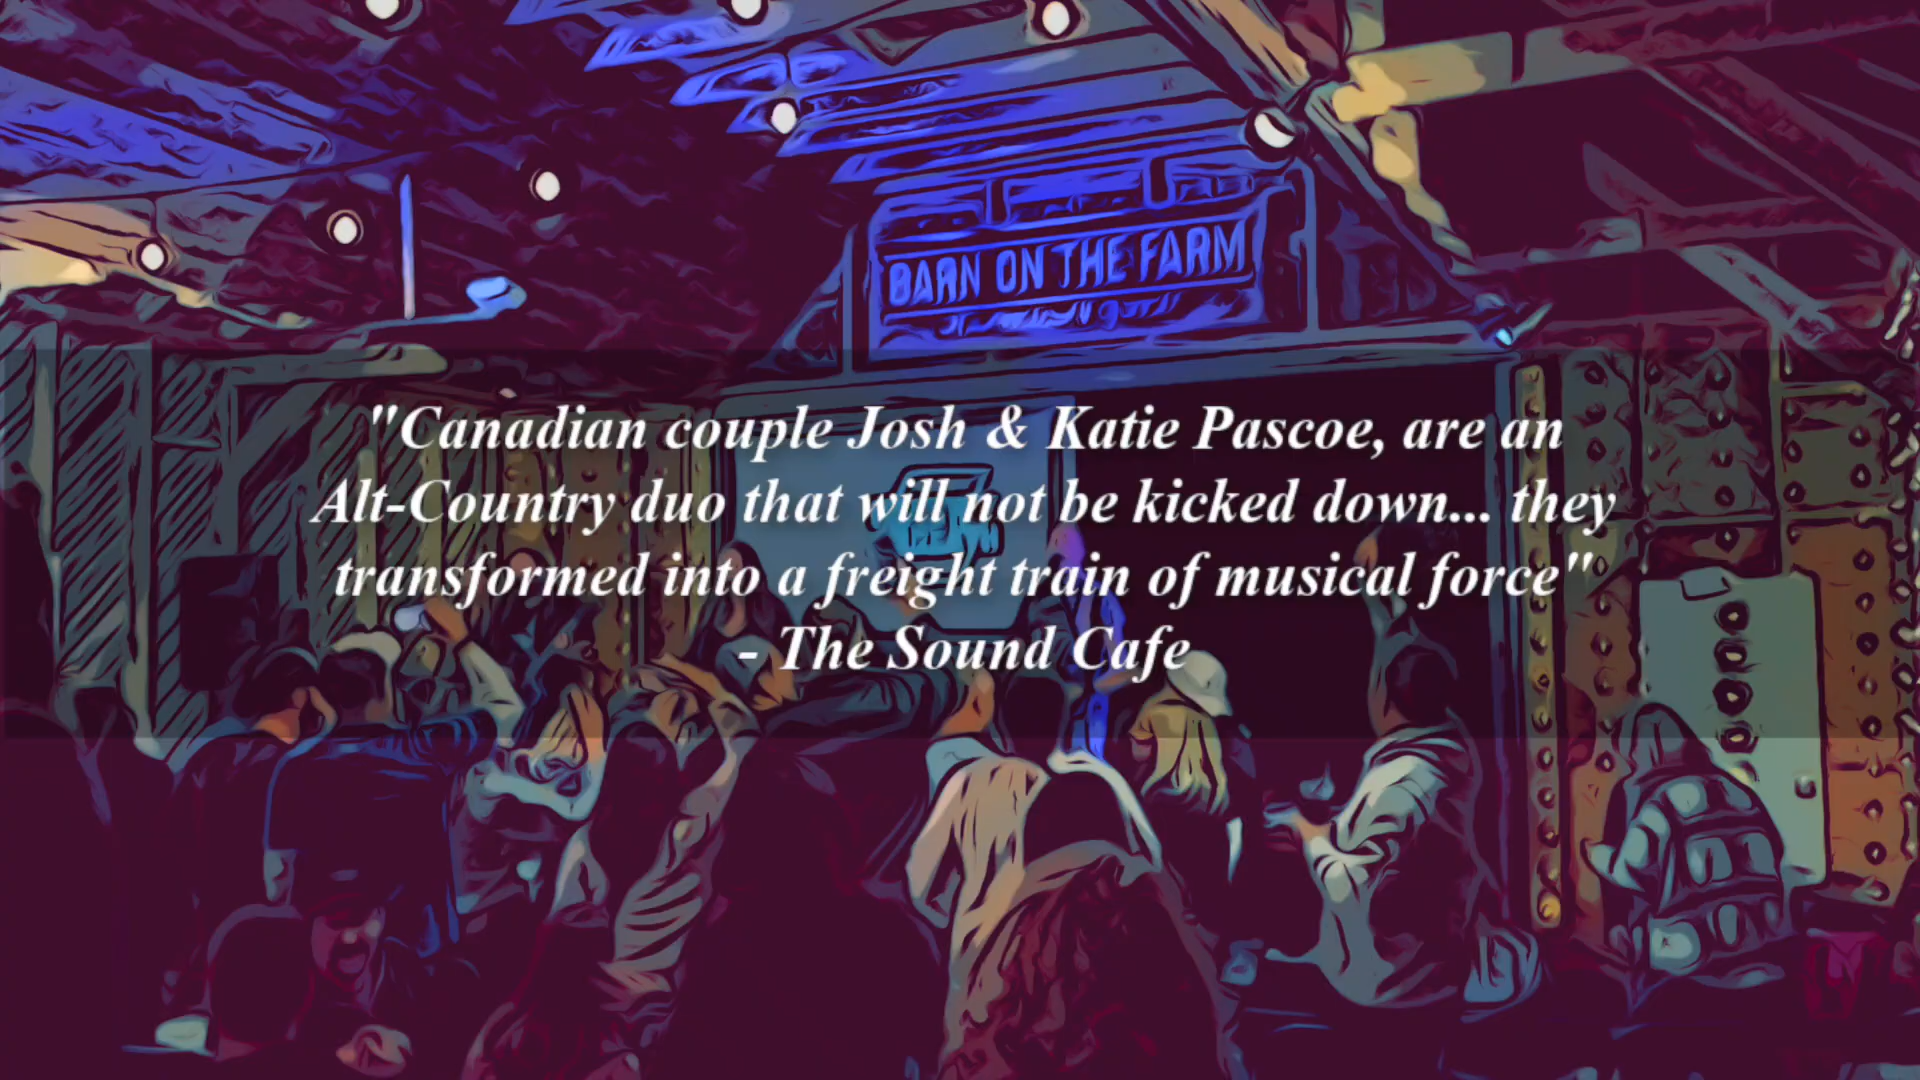 BARN ON THE FARM
"Canadian couple Josh & Katie Pascoe, are an
Alt-Country duo that will not be kicked down... they
transformed into a freight train of musical force"
- The Sound Cafe